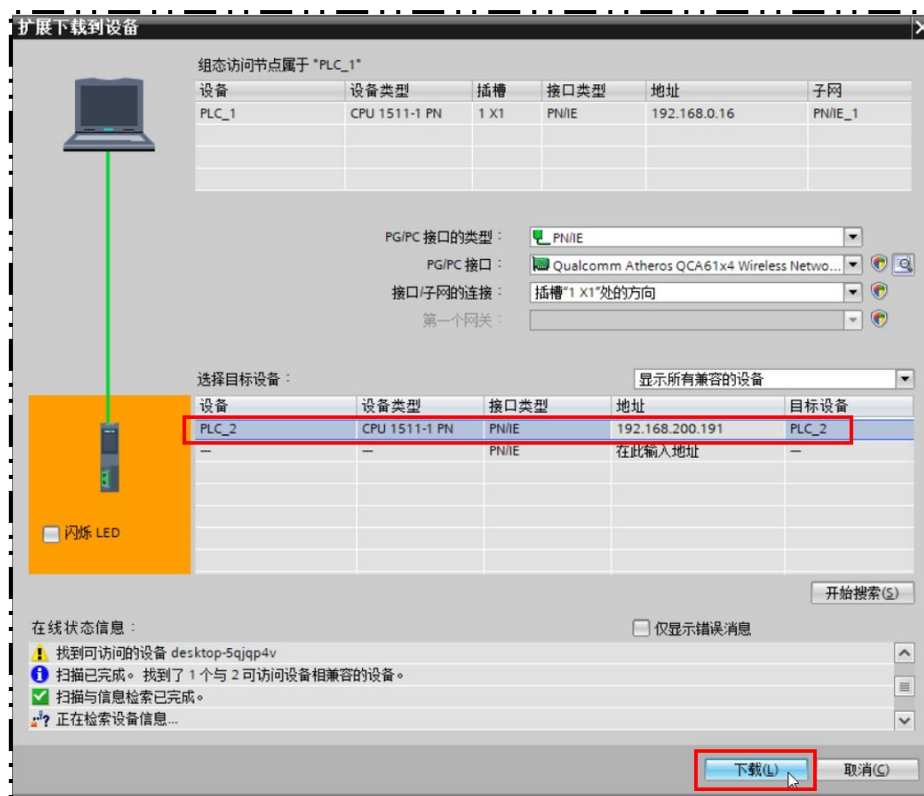 扩展下载到设备
组态访问节点属于 "PLC_1"
设备 设备类型 插槽 接口类型 地址 子网
PLC_1 CPU 1511-1 PN 1 X1 PN/IE 192.168.0.16 PN/IE_1
PG/PC 接口的类型： PN/IE
PG/PC 接口： Qualcomm Atheros QCA61x4 Wireless Netwo...
接口/子网的连接： 插槽"1 X1"处的方向
第一个网关：
选择目标设备： 显示所有兼容的设备
设备 设备类型 接口类型 地址 目标设备
PLC_2 CPU 1511-1 PN PN/IE 192.168.200.191 PLC_2
— — PN/IE 在此输入地址 —
闪烁 LED
开始搜索(S)
在线状态信息： 仅显示错误消息
找到可访问的设备 desktop-5qjqp4v
扫描已完成。找到了 1 个与 2 可访问设备相兼容的设备。
扫描与信息检索已完成。
正在检索设备信息...
下载(L) 取消(C)